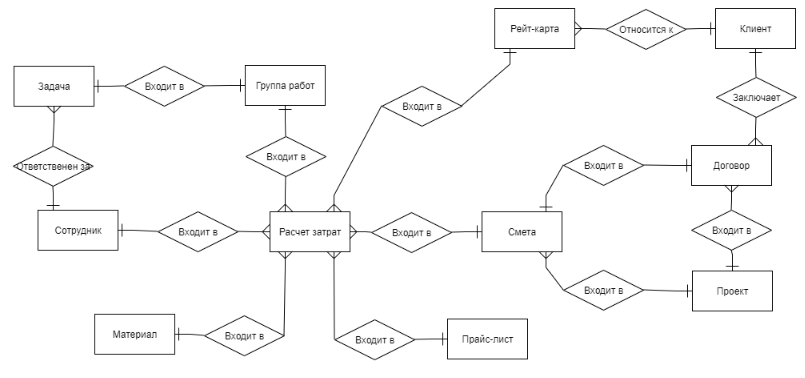 Рейт-карта
Относится к
Клиент
Задача
Входит в
Группа работ
Входит в
Заключает
Входит в
Ответственен за
Входит в
Договор
Сотрудник
Входит в
Расчет затрат
Входит в
Смета
Входит в
Входит в
Проект
Материал
Входит в
Входит в
Прайс-лист